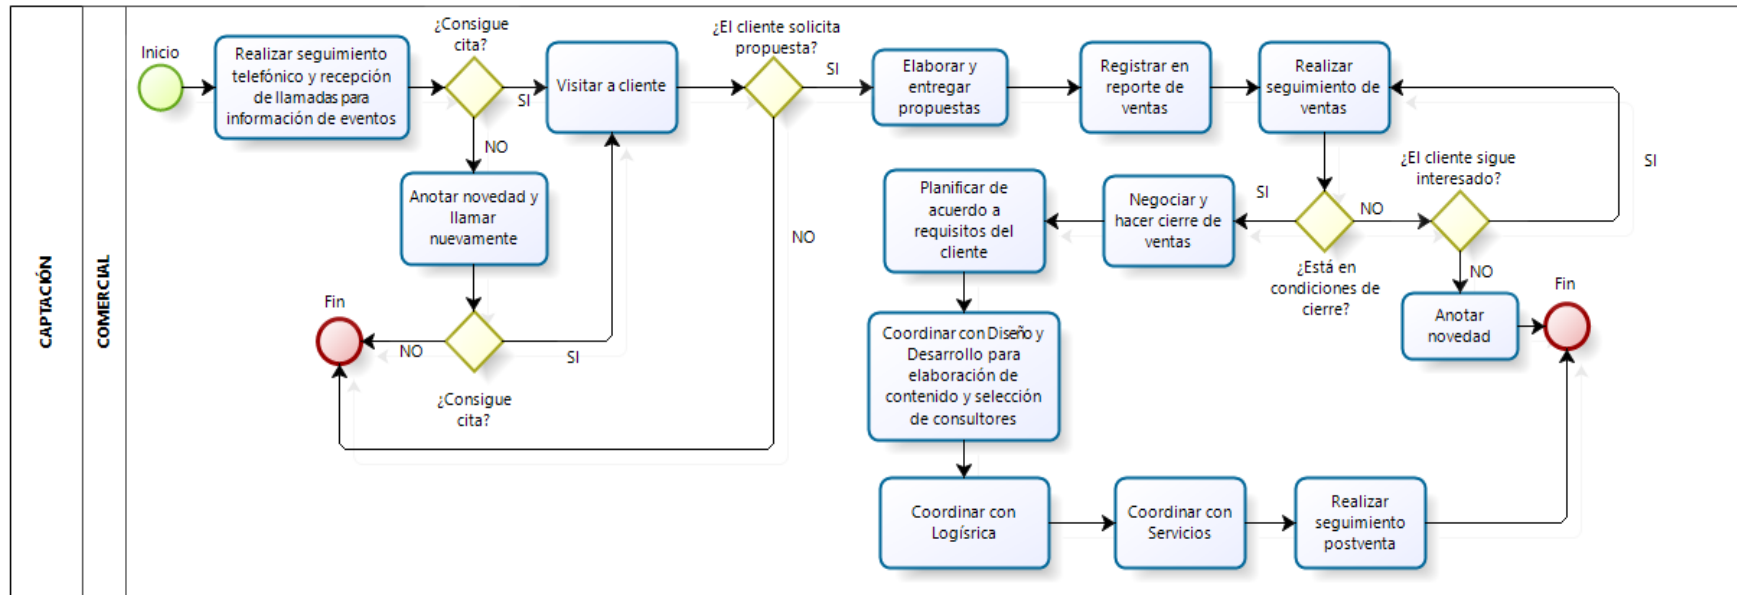 CAPTACIÓN
COMERCIAL
Inicio
Realizar seguimiento
telefónico y recepción
de llamadas para
información de eventos
¿Consigue
cita?
SI
NO
Visitar a cliente
Anotar novedad y
llamar
nuevamente
¿Consigue
cita?
NO
SI
Fin
¿El cliente solicita
propuesta?
SI
NO
Elaborar y
entregar
propuestas
Registrar en
reporte de
ventas
Realizar
seguimiento de
ventas
¿Está en
condiciones de
cierre?
SI
NO
¿El cliente sigue
interesado?
SI
NO
Anotar
novedad
Fin
Negociar y
hacer cierre de
ventas
Planificar de
acuerdo a
requisitos del
cliente
Coordinar con Diseño y
Desarrollo para
elaboración de
contenido y selección
de consultores
Coordinar con
Logísrica
Coordinar con
Servicios
Realizar
seguimiento
postventa